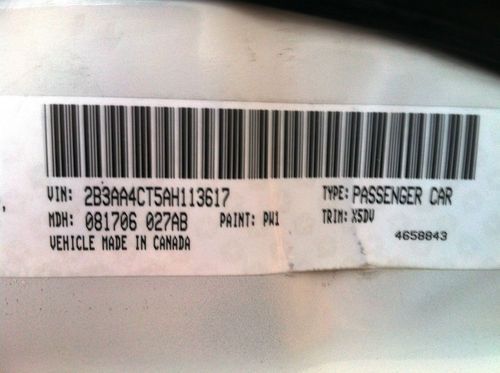 VIN: 2B3AA4CT5AH113617 TYPE: PASSENGER CAR
MDH: 081706 027AB PAINT: PW1 TRIM: X5DV
VEHICLE MADE IN CANADA 4658843